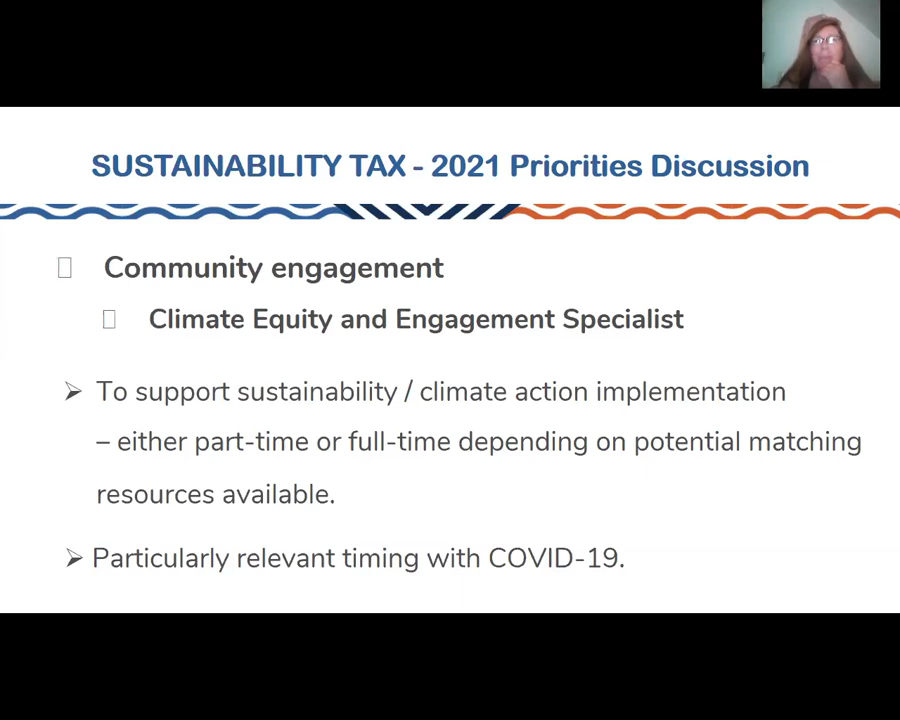 SUSTAINABILITY TAX - 2021 Priorities Discussion
Community engagement
Climate Equity and Engagement Specialist
To support sustainability / climate action implementation
– either part-time or full-time depending on potential matching
resources available.
Particularly relevant timing with COVID-19.